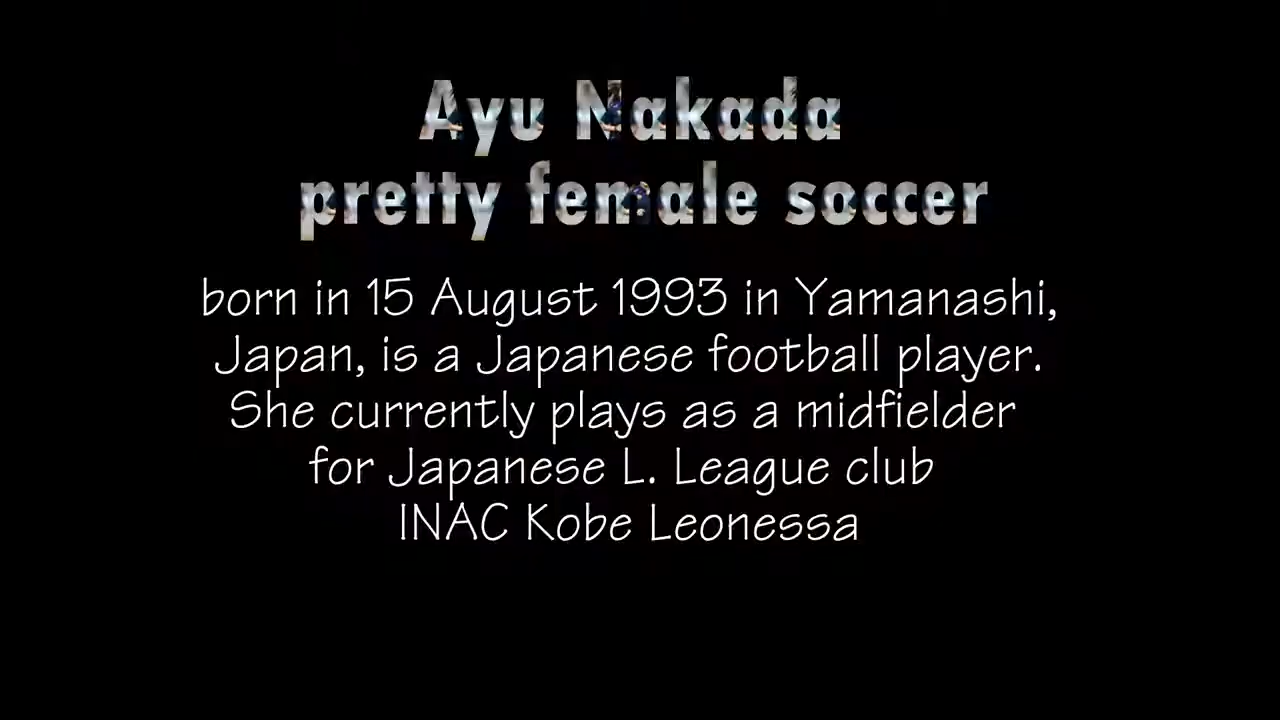 Ayu Nakada
pretty female soccer
born in 15 August 1993 in Yamanashi,
Japan, is a Japanese football player.
She currently plays as a midfielder
for Japanese L. League club
INAC Kobe Leonessa